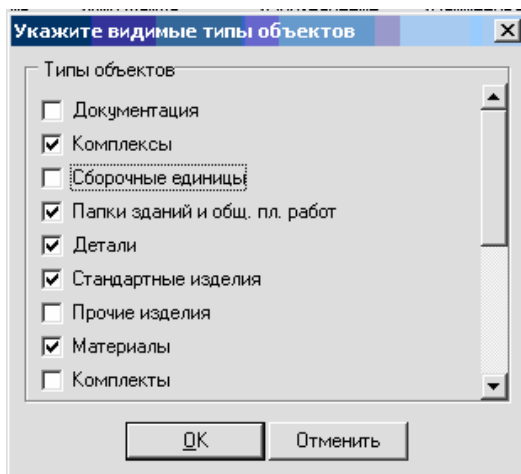 Укажите видимые типы объектов
Типы объектов
Документация
Комплексы
Сборочные единицы
Папки зданий и общ. пл. работ
Детали
Стандартные изделия
Прочие изделия
Материалы
Комплекты
OK
Отменить